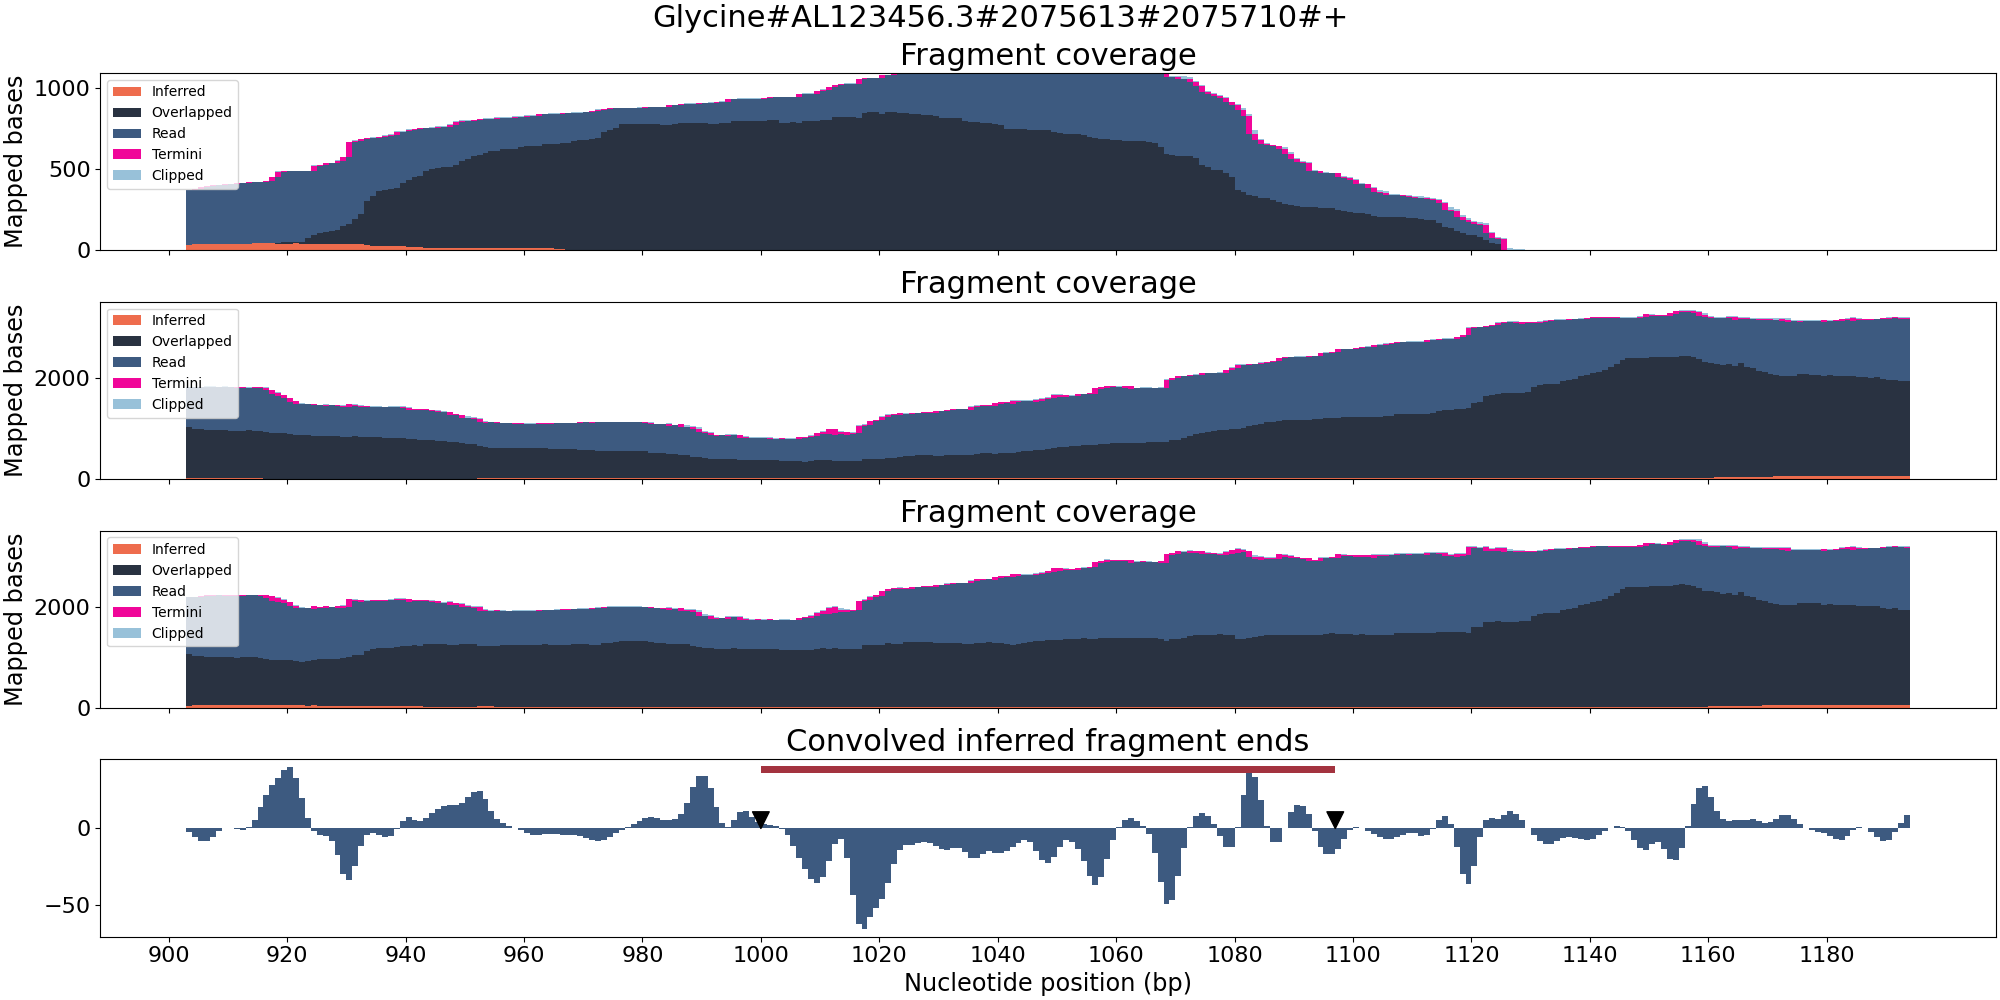 Glycine#AL123456.3#2075613#2075710#+
Fragment coverage
Mapped bases
1000
500
0
Inferred
Overlapped
Read
Termini
Clipped
Fragment coverage
Mapped bases
2000
0
Inferred
Overlapped
Read
Termini
Clipped
Fragment coverage
Mapped bases
2000
0
Inferred
Overlapped
Read
Termini
Clipped
Convolved inferred fragment ends
0
−50
900 920 940 960 980 1000 1020 1040 1060 1080 1100 1120 1140 1160 1180
Nucleotide position (bp)